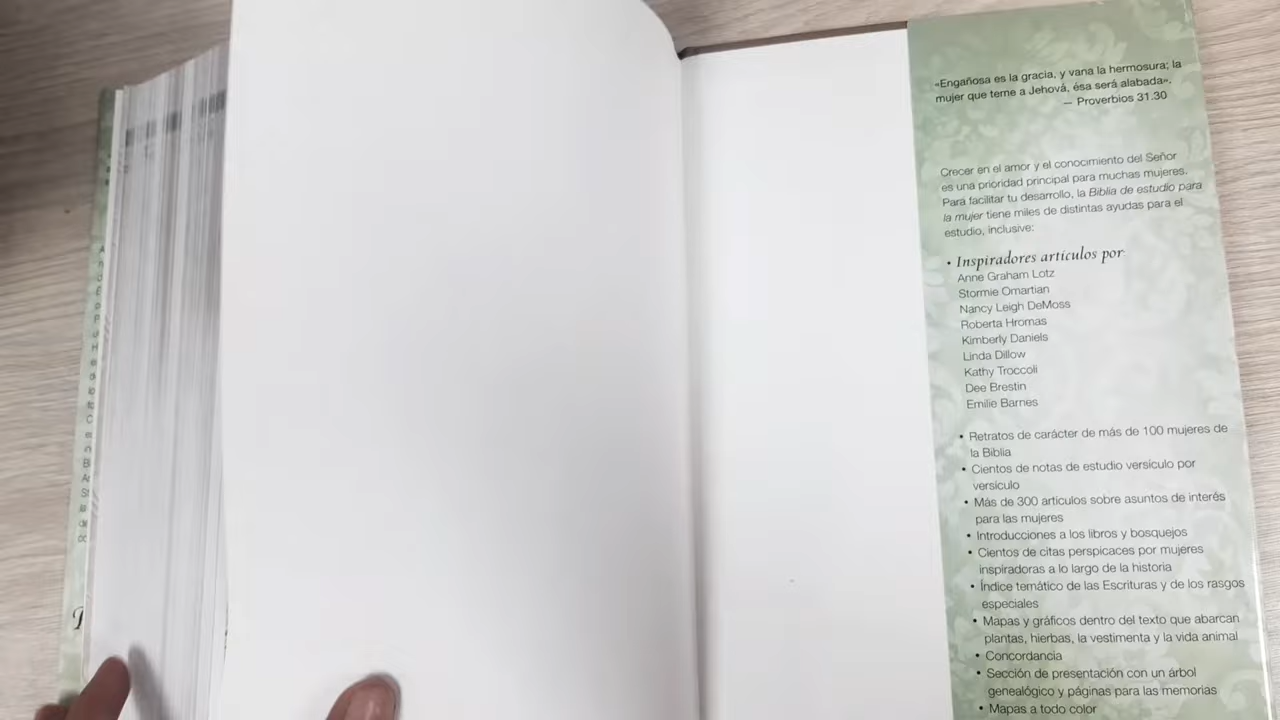 «Engañosa es la gracia, y vana la hermosura; la
mujer que teme a Jehová, ésa será alabada».
— Proverbios 31.30
Crecer en el amor y el conocimiento del Señor
es una prioridad principal para muchas mujeres.
Para facilitar tu desarrollo, la Biblia de estudio para
la mujer tiene miles de distintas ayudas para el
estudio, inclusive:
• Inspiradores artículos por:
Anne Graham Lotz
Stormie Omartian
Nancy Leigh DeMoss
Roberta Hromas
Kimberly Daniels
Linda Dillow
Kathy Troccoli
Dee Brestin
Emilie Barnes
• Retratos de carácter de más de 100 mujeres de
la Biblia
• Cientos de notas de estudio versículo por
versículo
• Más de 300 artículos sobre asuntos de interés
para las mujeres
• Introducciones a los libros y bosquejos
• Cientos de citas perspicaces por mujeres
inspiradoras a lo largo de la historia
• Índice temático de las Escrituras y de los rasgos
especiales
• Mapas y gráficos dentro del texto que abarcan
plantas, hierbas, la vestimenta y la vida animal
• Concordancia
• Sección de presentación con un árbol
genealógico y páginas para las memorias
• Mapas a todo color